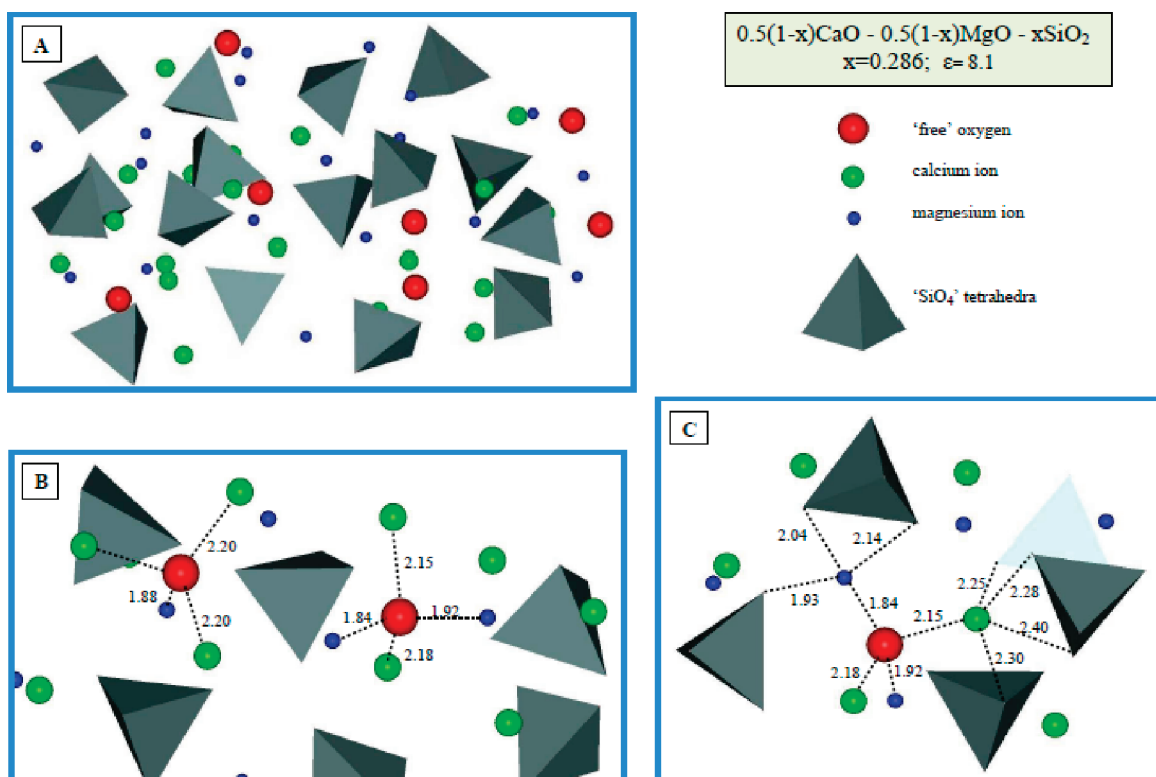 A
0.5(1-x)CaO - 0.5(1-x)MgO - xSiO₂
x=0.286; ε= 8.1
'free' oxygen
calcium ion
magnesium ion
'SiO₄' tetrahedra
B
2.20
1.88
2.20
2.15
1.84
1.92
2.18
C
2.04
2.14
1.93
1.84
2.25
2.28
2.15
2.40
2.30
2.18
1.92